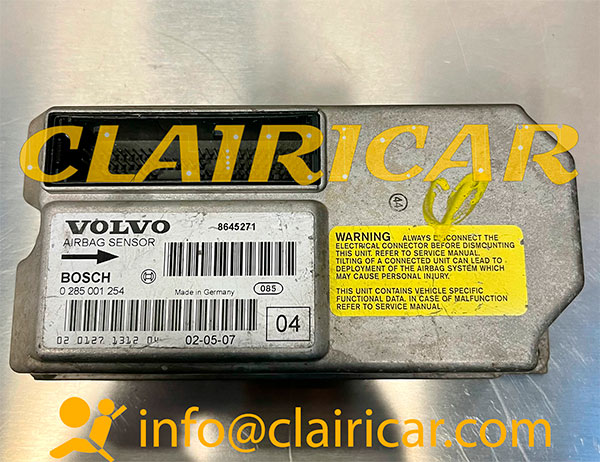 CLAIRICAR
VOLVO
8645271
AIRBAG SENSOR
BOSCH
0 285 001 254
Made in Germany
085
02 0127 1312 04
02-05-07
04
44
WARNING ALWAYS DISCONNECT THE
ELECTRICAL CONNECTOR BEFORE DISMOUNTING
THIS UNIT. REFER TO SERVICE MANUAL.
TILTING OF A CONNECTED UNIT CAN LEAD TO
DEPLOYMENT OF THE AIRBAG SYSTEM WHICH
MAY CAUSE PERSONAL INJURY.
THIS UNIT CONTAINS VEHICLE SPECIFIC
FUNCTIONAL DATA. IN CASE OF MALFUNCTION
REFER TO SERVICE MANUAL.
info@clairicar.com